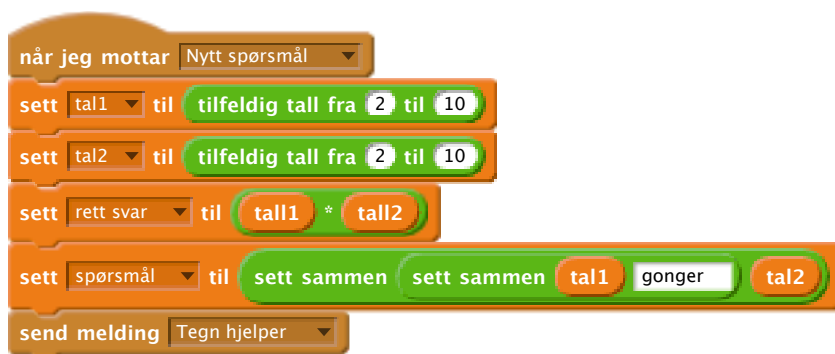 når jeg mottar Nytt spørsmål
sett tal1 til tilfeldig tall fra 2 til 10
sett tal2 til tilfeldig tall fra 2 til 10
sett rett svar til tall1 * tall2
sett spørsmål til sett sammen sett sammen tal1 gonger tal2
send melding Tegn hjelper